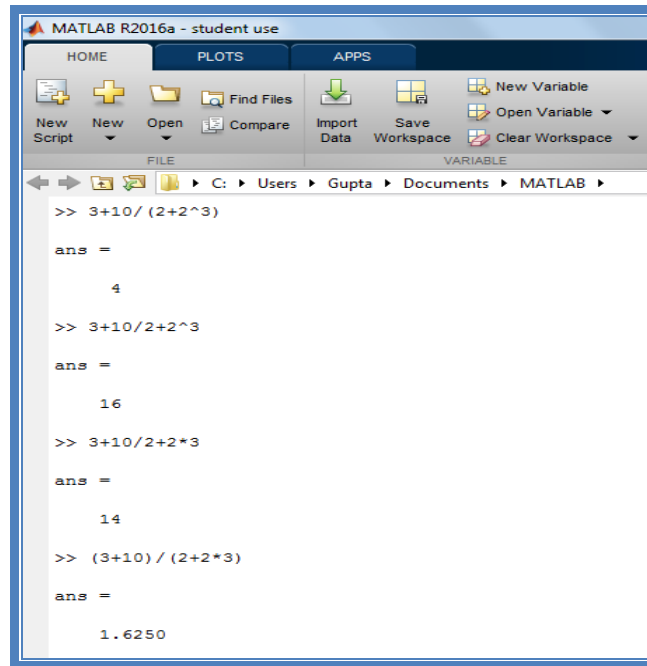 MATLAB R2016a - student use
HOME PLOTS APPS
New Script
New
Open
Find Files
Compare
Import Data
Save Workspace
New Variable
Open Variable
Clear Workspace
FILE VARIABLE
C: Users Gupta Documents MATLAB
>> 3+10/(2+2^3)
ans =
4
>> 3+10/2+2^3
ans =
16
>> 3+10/2+2*3
ans =
14
>> (3+10)/(2+2*3)
ans =
1.6250